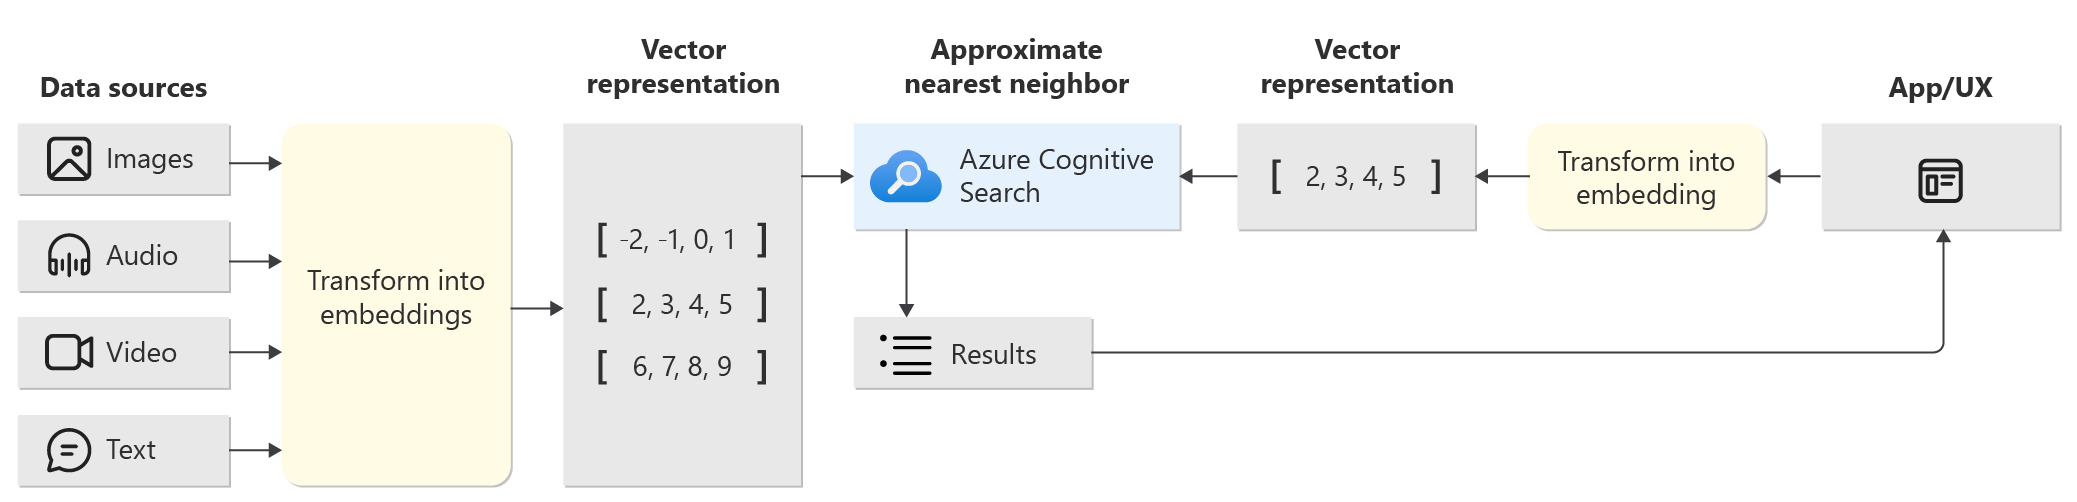 Data sources
Images
Audio
Video
Text
Transform into
embeddings
Vector
representation
[ -2, -1, 0, 1 ]
[ 2, 3, 4, 5 ]
[ 6, 7, 8, 9 ]
Approximate
nearest neighbor
Azure Cognitive
Search
Results
Vector
representation
[ 2, 3, 4, 5 ]
Transform into
embedding
App/UX